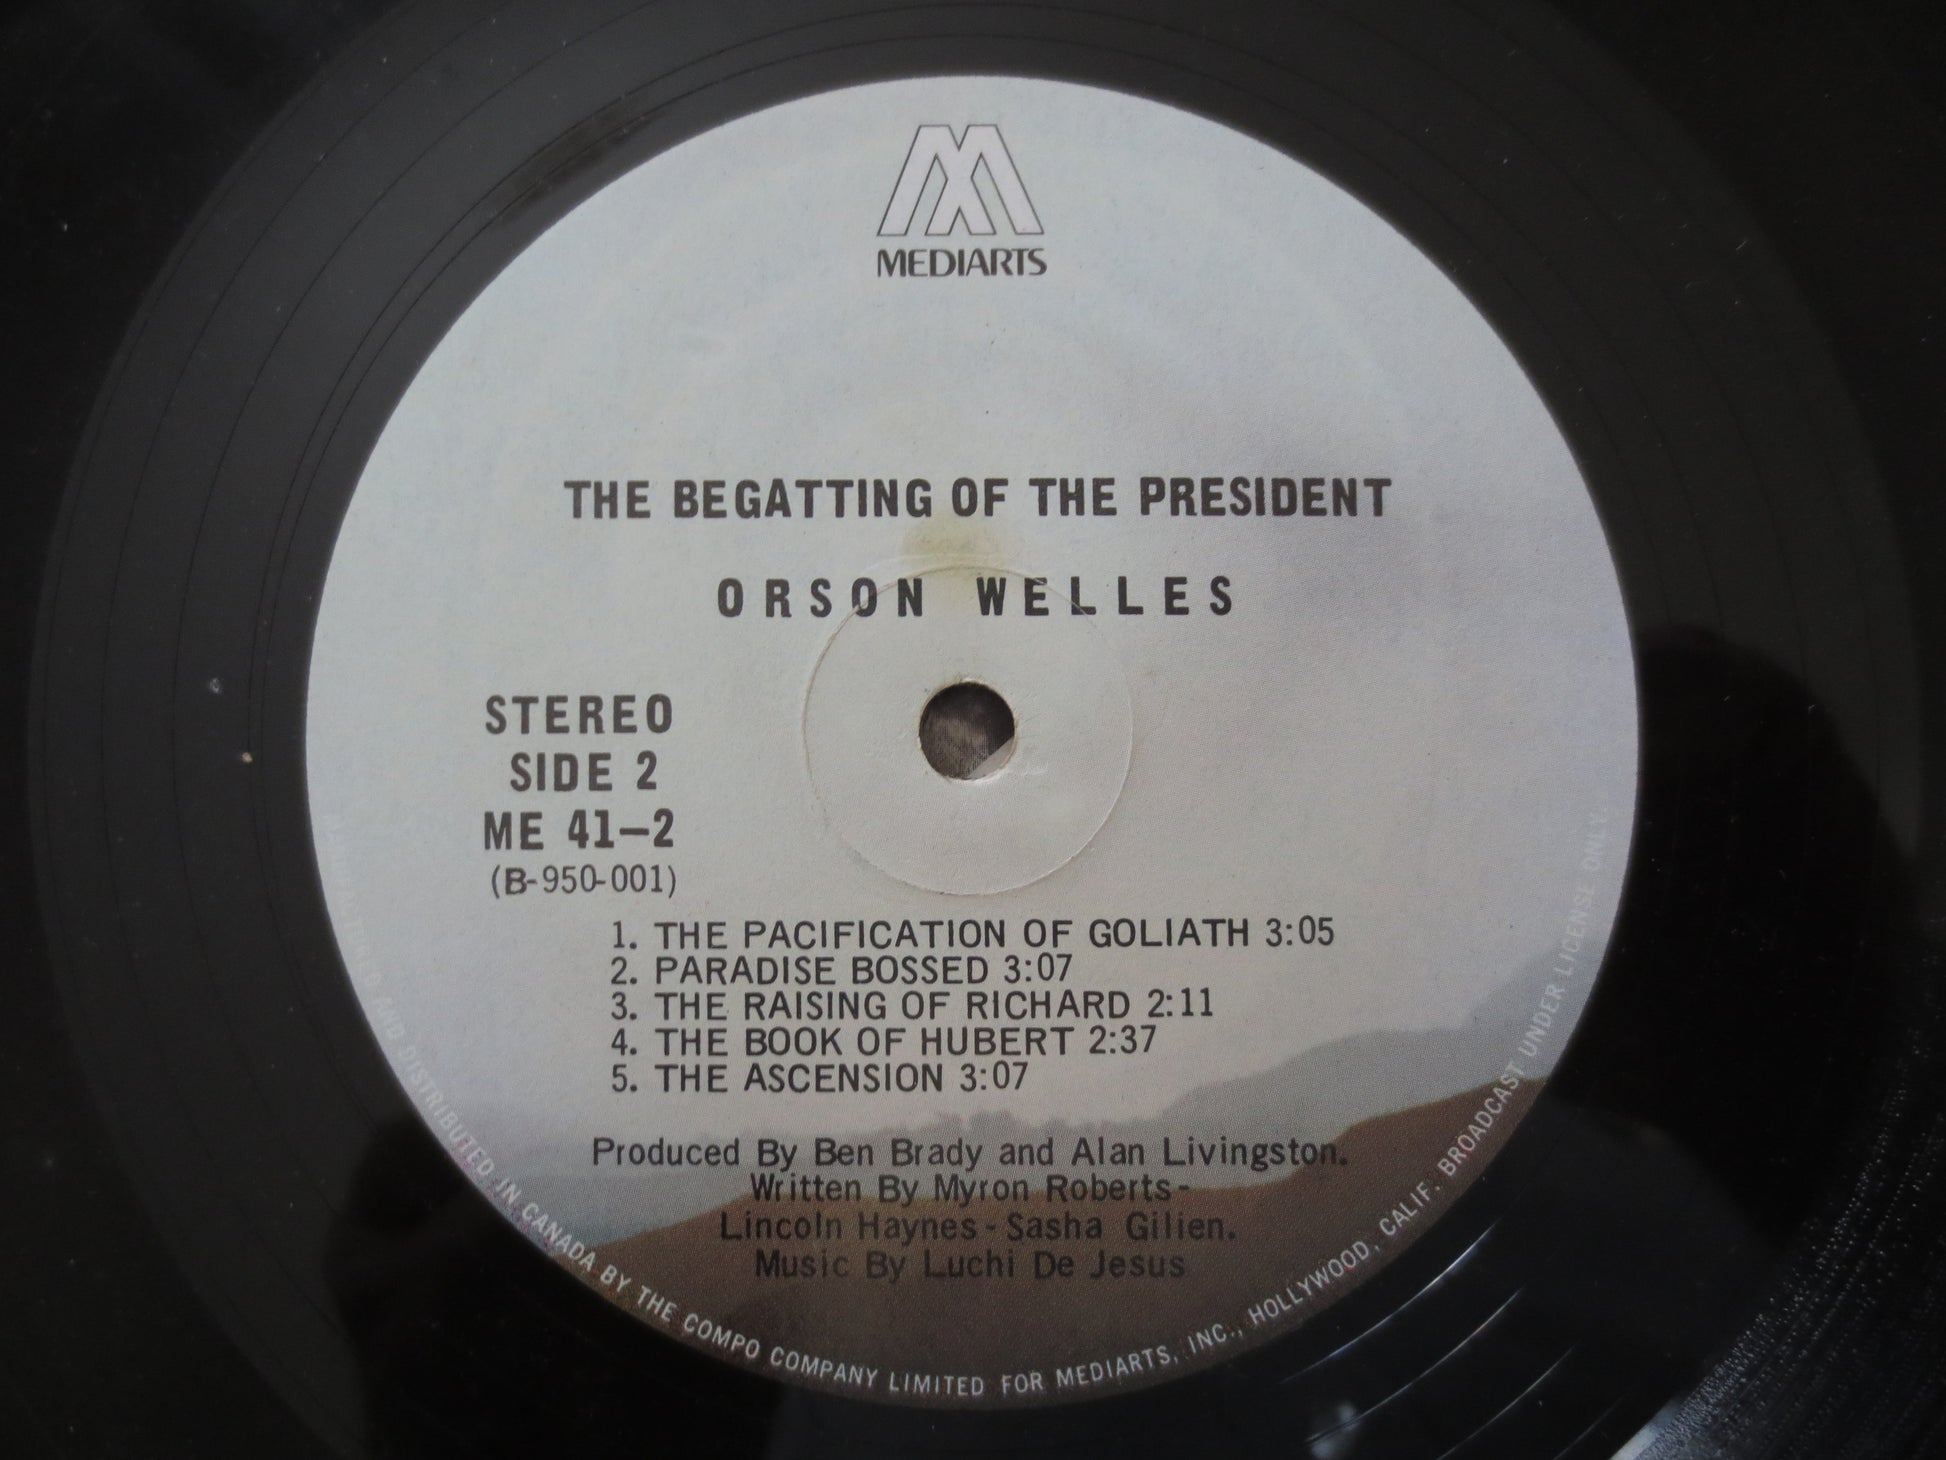 MEDIARTS
THE BEGATTING OF THE PRESIDENT
ORSON WELLES
STEREO
SIDE 2
ME 41-2
(B-950-001)
1. THE PACIFICATION OF GOLIATH 3:05
2. PARADISE BOSSED 3:07
3. THE RAISING OF RICHARD 2:11
4. THE BOOK OF HUBERT 2:37
5. THE ASCENSION 3:07
Produced By Ben Brady and Alan Livingston.
Written By Myron Roberts-
Lincoln Haynes - Sasha Gilien.
Music By Luchi De Jesus
AND DISTRIBUTED IN CANADA BY THE COMPO COMPANY LIMITED FOR MEDIARTS, INC., HOLLYWOOD, CALIF. BROADCAST UNDER LICENSE ONLY.